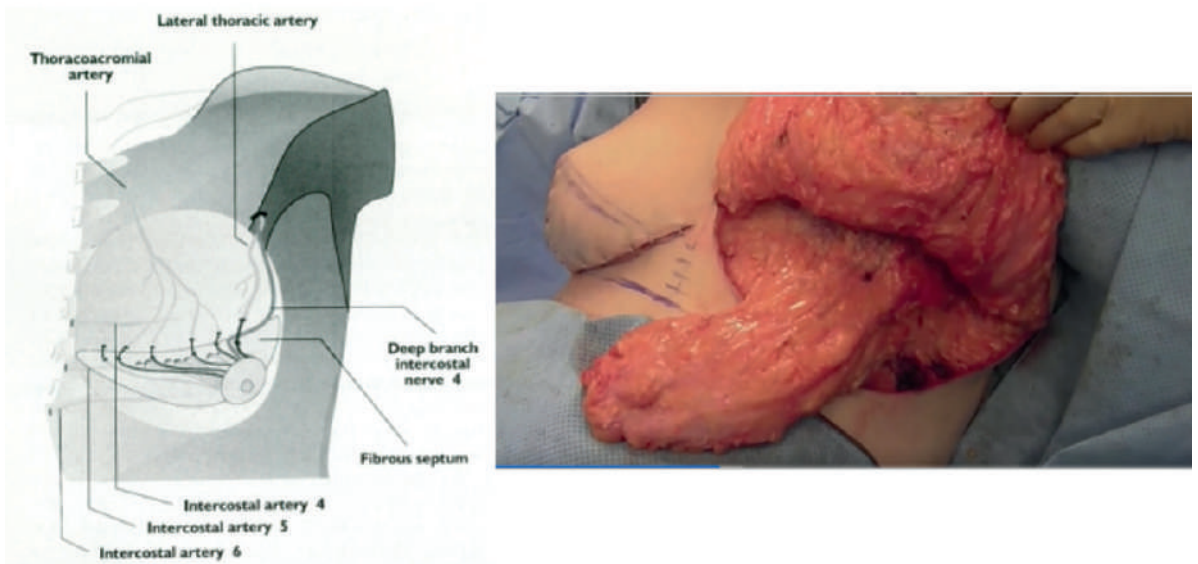 Lateral thoracic artery
Thoracoacromial
artery
Deep branch
intercostal
nerve 4
Fibrous septum
Intercostal artery 4
Intercostal artery 5
Intercostal artery 6